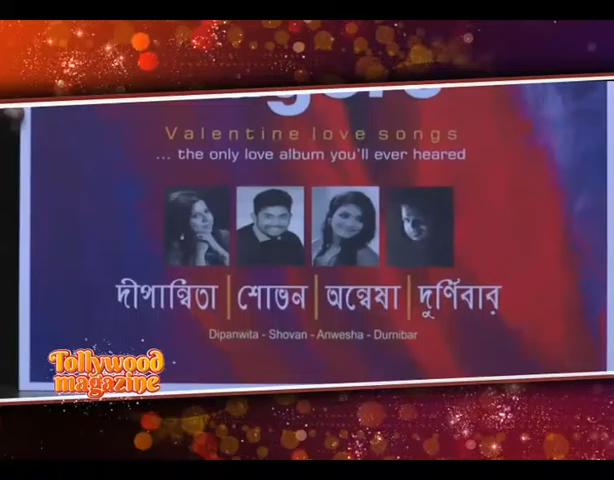 Valentine love songs
... the only love album you'll ever heared
দীপান্বিতা | শোভন | অন্বেষা | দুর্ণিবার
Dipanwita - Shovan - Anwesha - Durnibar
Tollywood
magazine